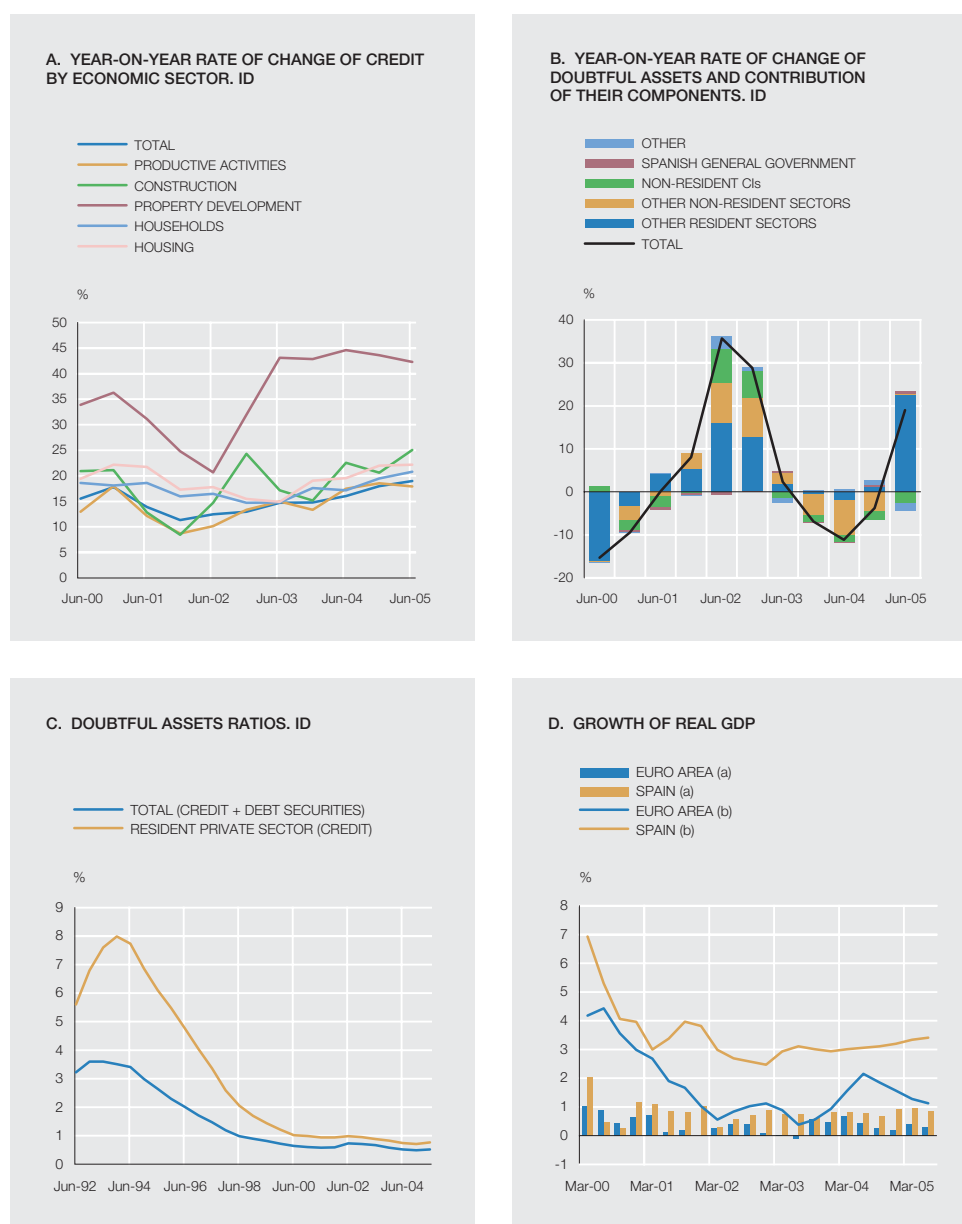 A. YEAR-ON-YEAR RATE OF CHANGE OF CREDIT
BY ECONOMIC SECTOR. ID
TOTAL
PRODUCTIVE ACTIVITIES
CONSTRUCTION
PROPERTY DEVELOPMENT
HOUSEHOLDS
HOUSING
%
50
45
40
35
30
25
20
15
10
5
0
Jun-00 Jun-01 Jun-02 Jun-03 Jun-04 Jun-05
B. YEAR-ON-YEAR RATE OF CHANGE OF
DOUBTFUL ASSETS AND CONTRIBUTION
OF THEIR COMPONENTS. ID
OTHER
SPANISH GENERAL GOVERNMENT
NON-RESIDENT CIs
OTHER NON-RESIDENT SECTORS
OTHER RESIDENT SECTORS
TOTAL
%
40
30
20
10
0
-10
-20
Jun-00 Jun-01 Jun-02 Jun-03 Jun-04 Jun-05
C. DOUBTFUL ASSETS RATIOS. ID
TOTAL (CREDIT + DEBT SECURITIES)
RESIDENT PRIVATE SECTOR (CREDIT)
%
9
8
7
6
5
4
3
2
1
0
Jun-92 Jun-94 Jun-96 Jun-98 Jun-00 Jun-02 Jun-04
D. GROWTH OF REAL GDP
EURO AREA (a)
SPAIN (a)
EURO AREA (b)
SPAIN (b)
%
8
7
6
5
4
3
2
1
0
-1
Mar-00 Mar-01 Mar-02 Mar-03 Mar-04 Mar-05